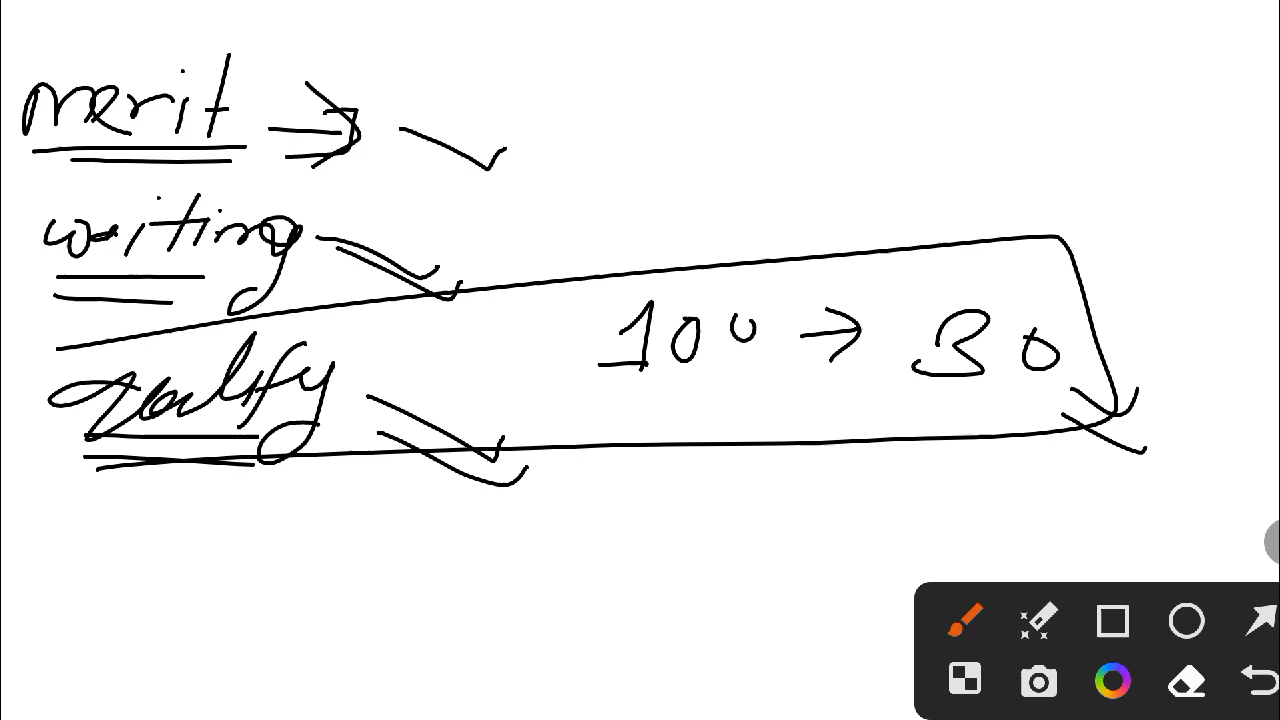 merit →
waiting
qualify 100 → 30